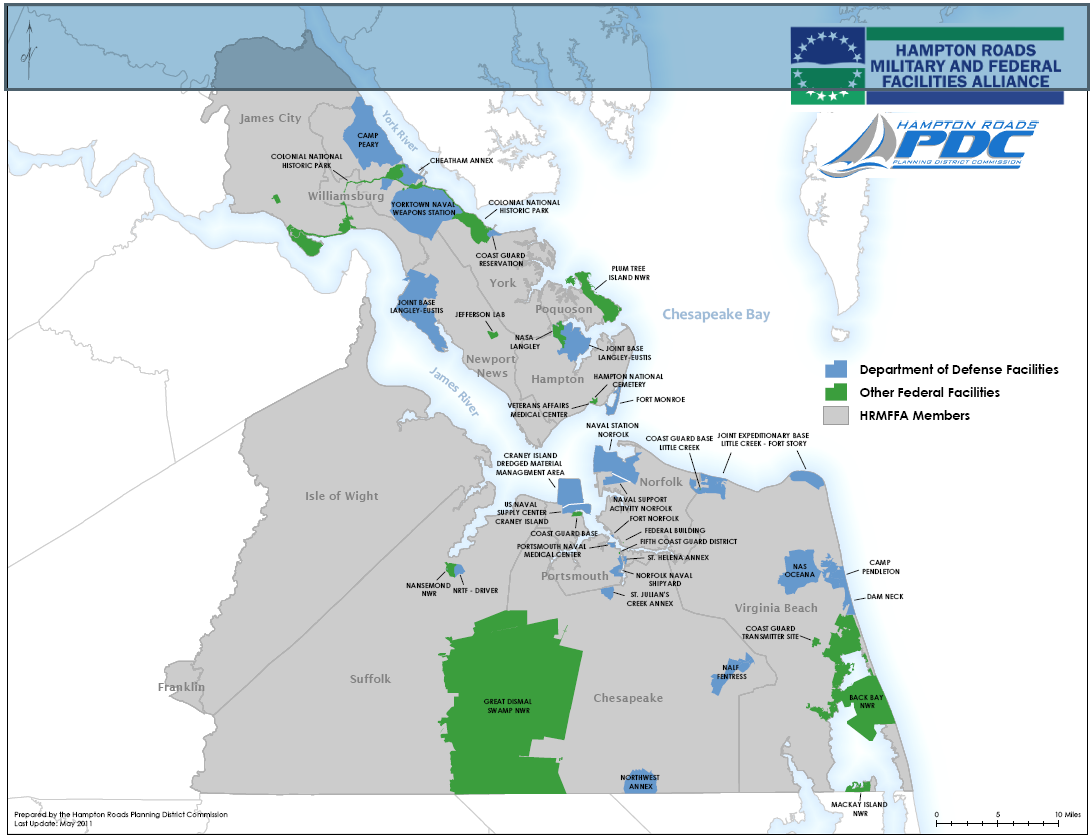 N
HAMPTON ROADS
MILITARY AND FEDERAL
FACILITIES ALLIANCE
HAMPTON ROADS
PDC
PLANNING DISTRICT COMMISSION
James City
York River
CAMP
PEARY
COLONIAL NATIONAL
HISTORIC PARK
CHEATHAM ANNEX
Williamsburg
YORKTOWN NAVAL
WEAPONS STATION
COLONIAL NATIONAL
HISTORIC PARK
COAST GUARD
RESERVATION
York
PLUM TREE
ISLAND NWR
JOINT BASE
LANGLEY-EUSTIS
JEFFERSON LAB
Poquoson
Chesapeake Bay
NASA
LANGLEY
JOINT BASE
LANGLEY-EUSTIS
Newport
News
Hampton
HAMPTON NATIONAL
CEMETERY
James River
VETERANS AFFAIRS
MEDICAL CENTER
FORT MONROE
Department of Defense Facilities
Other Federal Facilities
HRMFFA Members
NAVAL STATION
NORFOLK
COAST GUARD BASE
LITTLE CREEK
JOINT EXPEDITIONARY BASE
LITTLE CREEK - FORT STORY
CRANEY ISLAND
DREDGED MATERIAL
MANAGEMENT AREA
Isle of Wight
Norfolk
US NAVAL
SUPPLY CENTER
CRANEY ISLAND
NAVAL SUPPORT
ACTIVITY NORFOLK
FORT NORFOLK
COAST GUARD BASE
FEDERAL BUILDING
FIFTH COAST GUARD DISTRICT
PORTSMOUTH NAVAL
MEDICAL CENTER
ST. HELENA ANNEX
Portsmouth
NORFOLK NAVAL
SHIPYARD
NANSEMOND
NWR
NRTF - DRIVER
ST. JULIAN'S
CREEK ANNEX
NAS
OCEANA
CAMP
PENDLETON
DAM NECK
Virginia Beach
COAST GUARD
TRANSMITTER SITE
Franklin
Suffolk
GREAT DISMAL
SWAMP NWR
Chesapeake
NALF
FENTRESS
BACK BAY
NWR
NORTHWEST
ANNEX
MACKAY ISLAND
NWR
Prepared by the Hampton Roads Planning District Commission
Last Update: May 2011
0 5 10 Miles